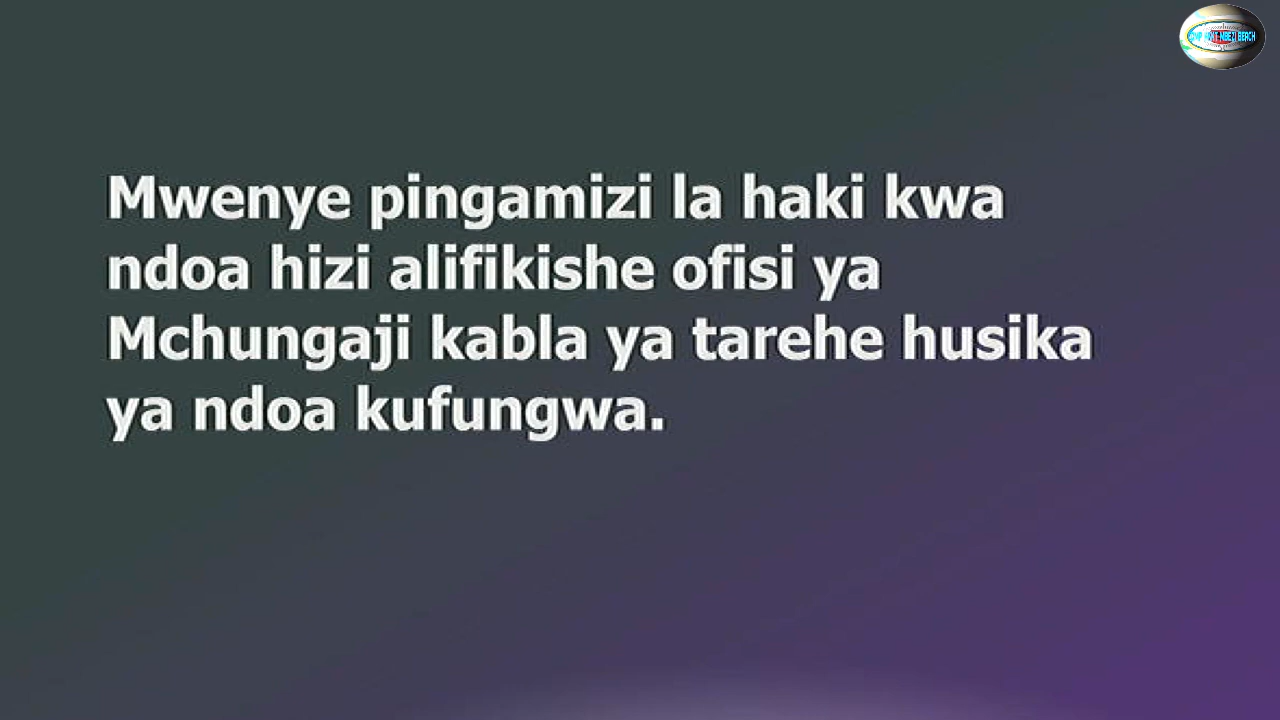 Mwenye pingamizi la haki kwa
ndoa hizi alifikishe ofisi ya
Mchungaji kabla ya tarehe husika
ya ndoa kufungwa.